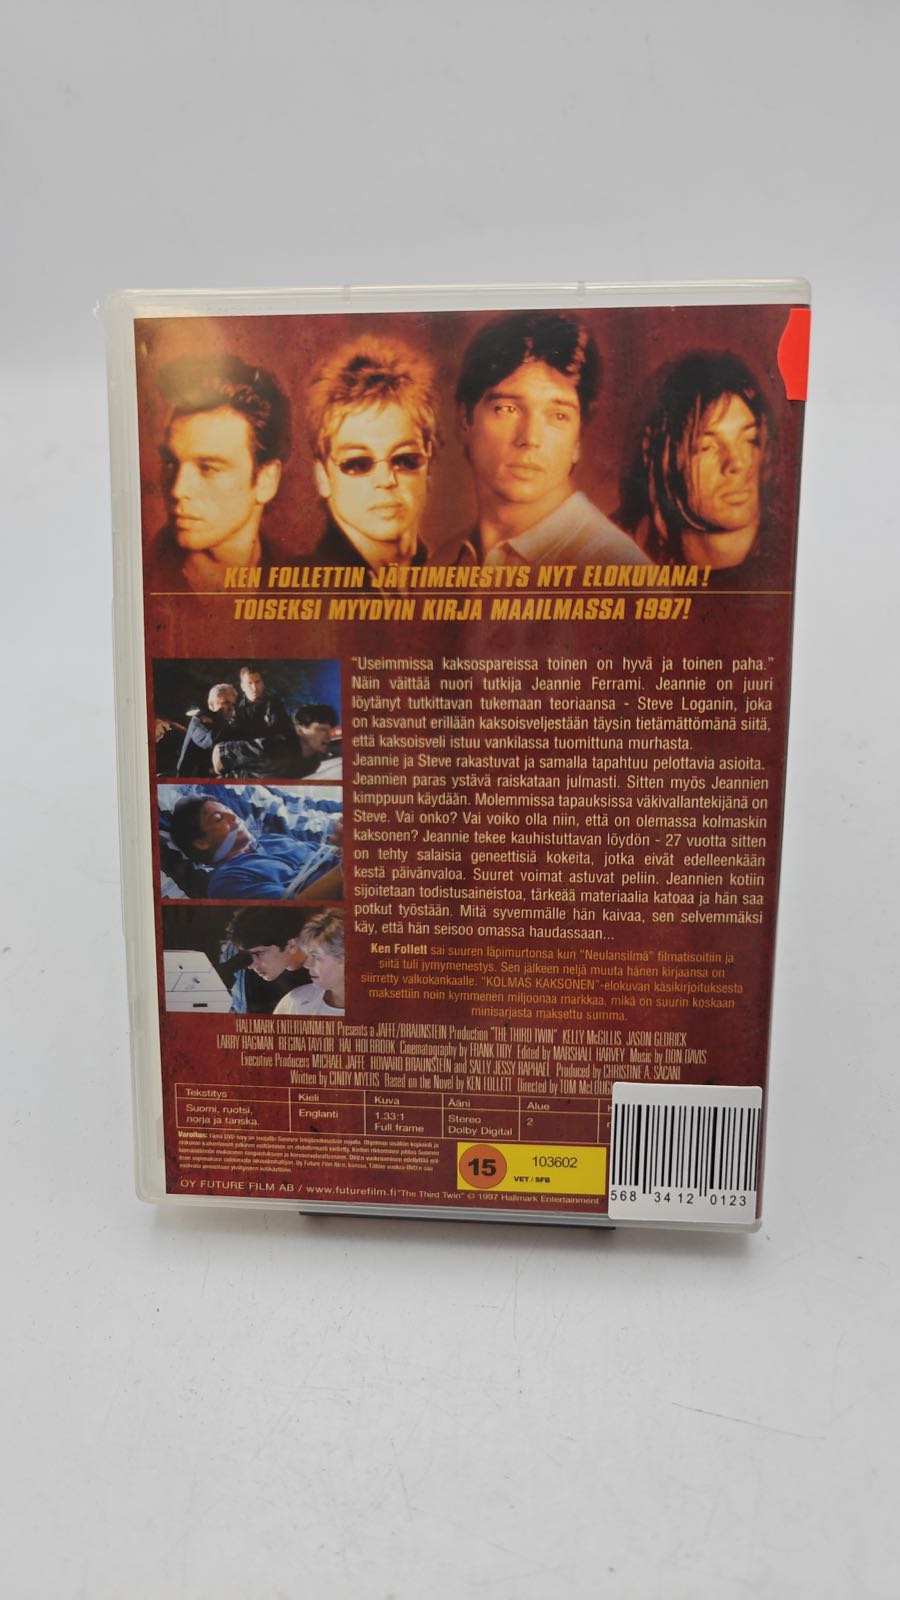 KEN FOLLETTIN JÄTTIMENESTYS NYT ELOKUVANA!
TOISEKSI MYYDYIN KIRJA MAAILMASSA 1997!
"Useimmissa kaksospareissa toinen on hyvä ja toinen paha."
Näin väittää nuori tutkija Jeannie Ferrami. Jeannie on juuri
löytänyt tutkittavan tukemaan teoriaansa - Steve Loganin, joka
on kasvanut erillään kaksoisveljestään täysin tietämättömänä siitä,
että kaksoisveli istuu vankilassa tuomittuna murhasta.
Jeannie ja Steve rakastuvat ja samalla tapahtuu pelottavia asioita.
Jeannien paras ystävä raiskataan julmasti. Sitten myös Jeannien
kimppuun käydään. Molemmissa tapauksissa väkivallantekijänä on
Steve. Vai onko? Vai voiko olla niin, että on olemassa kolmaskin
kaksonen? Jeannie tekee kauhistuttavan löydön - 27 vuotta sitten
on tehty salaisia geneettisiä kokeita, jotka eivät edelleenkään
kestä päivänvaloa. Suuret voimat astuvat peliin. Jeannien kotiin
sijoitetaan todistusaineistoa, tärkeää materiaalia katoaa ja hän saa
potkut työstään. Mitä syvemmälle hän kaivaa, sen selvemmäksi
käy, että hän seisoo omassa haudassaan...
Ken Follett sai suuren läpimurtonsa kun "Neulansilmä" filmatisoitiin ja
siitä tuli jymymenestys. Sen jälkeen neljä muuta hänen kirjaansa on
siirretty valkokankaalle. "KOLMAS KAKSONEN"-elokuvan käsikirjoituksesta
maksettiin noin kymmenen miljoonaa markkaa, mikä on suurin koskaan
minisarjasta maksettu summa.
HALLMARK ENTERTAINMENT Presents a JAFFE/BRAUNSTEIN Production "THE THIRD TWIN" KELLY McGILLIS JASON GEDRICK
LARRY HAGMAN REGINA TAYLOR HAL HOLBROOK Cinematography by FRANK TIDY Edited by MARSHALL HARVEY Music by DON DAVIS
Executive Producers MICHAEL JAFFE HOWARD BRAUNSTEIN and SALLY JESSY RAPHAEL Produced by CHRISTINE A. SACANI
Written by CINDY MYERS Based on the Novel by KEN FOLLETT Directed by TOM McLOUGH
Tekstitys Kieli Kuva Ääni Alue
Suomi, ruotsi, Englanti 1.33:1 Stereo 2
norja ja tanska. Full frame Dolby Digital
15 103602
VET / SFB
OY FUTURE FILM AB / www.futurefilm.fi "The Third Twin" © 1997 Hallmark Entertainment
568 3412 0123